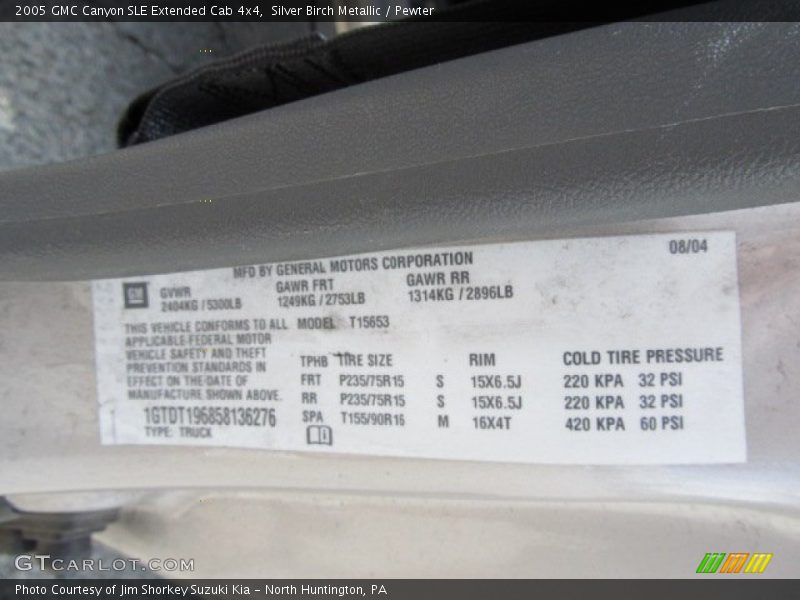 2005 GMC Canyon SLE Extended Cab 4x4, Silver Birch Metallic / Pewter
MFD BY GENERAL MOTORS CORPORATION 08/04
GM
GVWR GAWR FRT GAWR RR
2404KG / 5300LB 1249KG / 2753LB 1314KG / 2896LB
THIS VEHICLE CONFORMS TO ALL MODEL T15653
APPLICABLE FEDERAL MOTOR
VEHICLE SAFETY AND THEFT
PREVENTION STANDARDS IN
EFFECT ON THE DATE OF
MANUFACTURE SHOWN ABOVE.
1GTDT196858136276
TYPE: TRUCK
TPHB TIRE SIZE RIM COLD TIRE PRESSURE
FRT P235/75R15 S 15X6.5J 220 KPA 32 PSI
RR P235/75R15 S 15X6.5J 220 KPA 32 PSI
SPA T155/90R16 M 16X4T 420 KPA 60 PSI
GTCARLOT.COM
Photo Courtesy of Jim Shorkey Suzuki Kia - North Huntington, PA